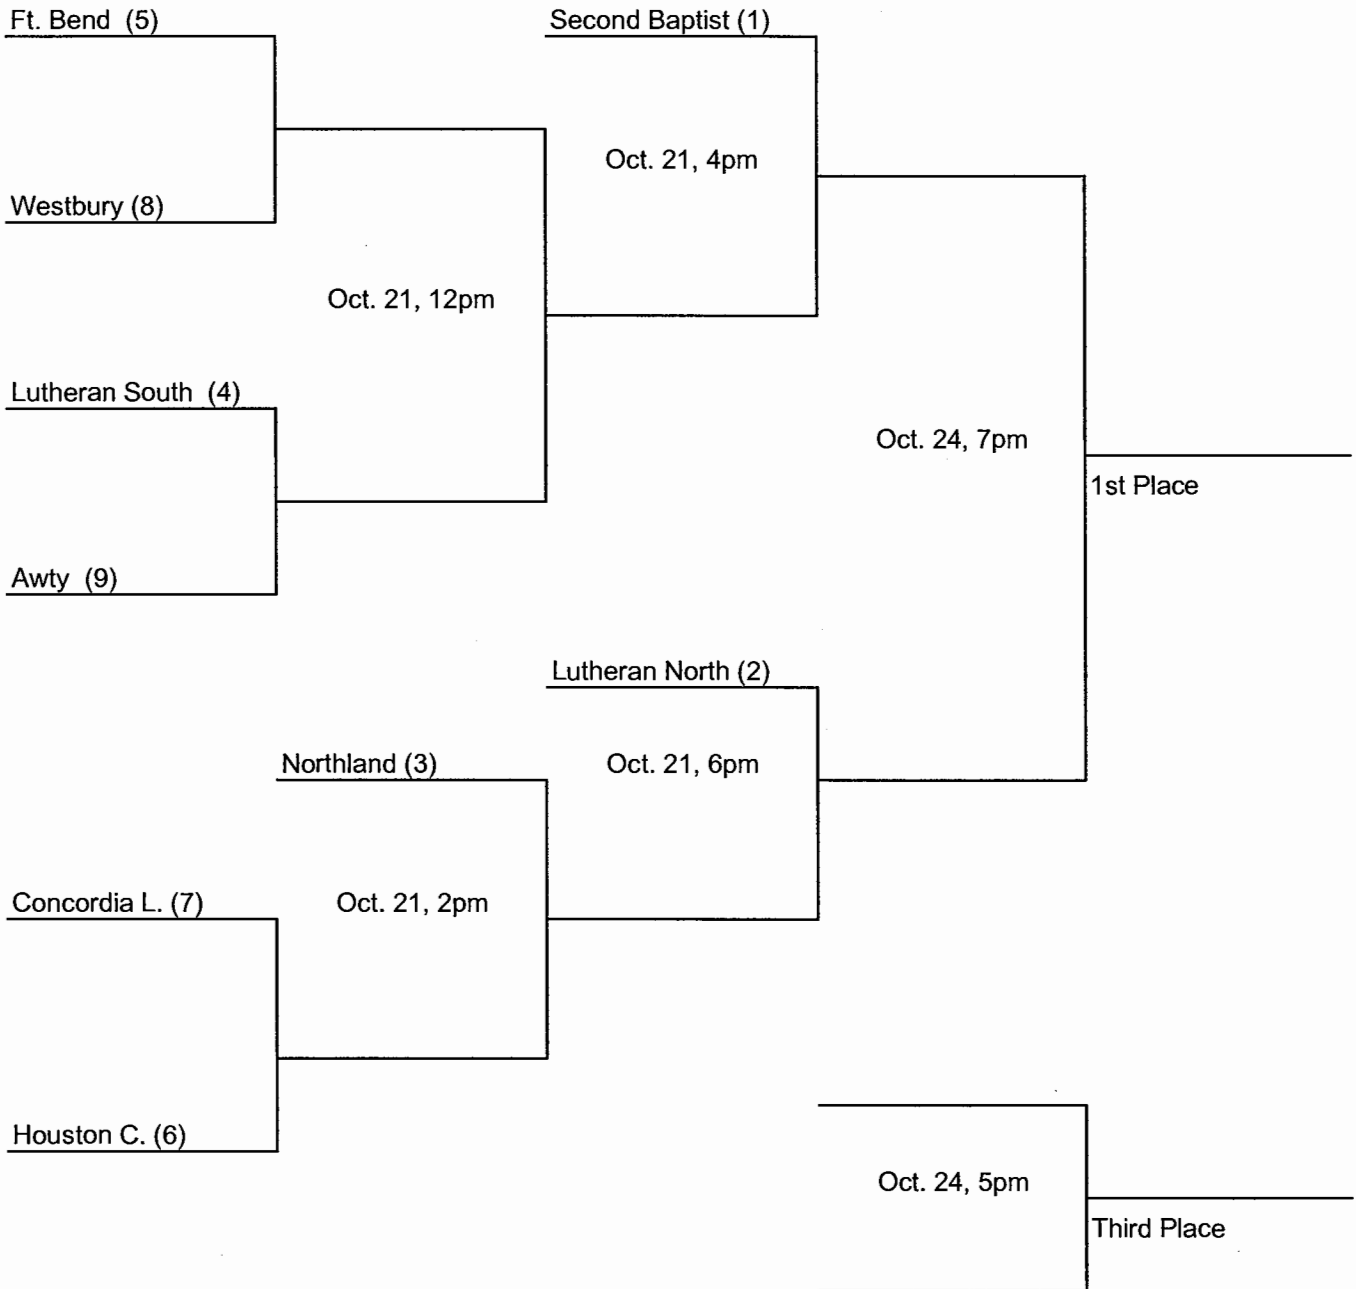 Ft. Bend (5)
Second Baptist (1)
Oct. 21, 4pm
Westbury (8)
Oct. 21, 12pm
Lutheran South (4)
Oct. 24, 7pm
1st Place
Awty (9)
Lutheran North (2)
Northland (3)
Oct. 21, 6pm
Concordia L. (7)
Oct. 21, 2pm
Houston C. (6)
Oct. 24, 5pm
Third Place